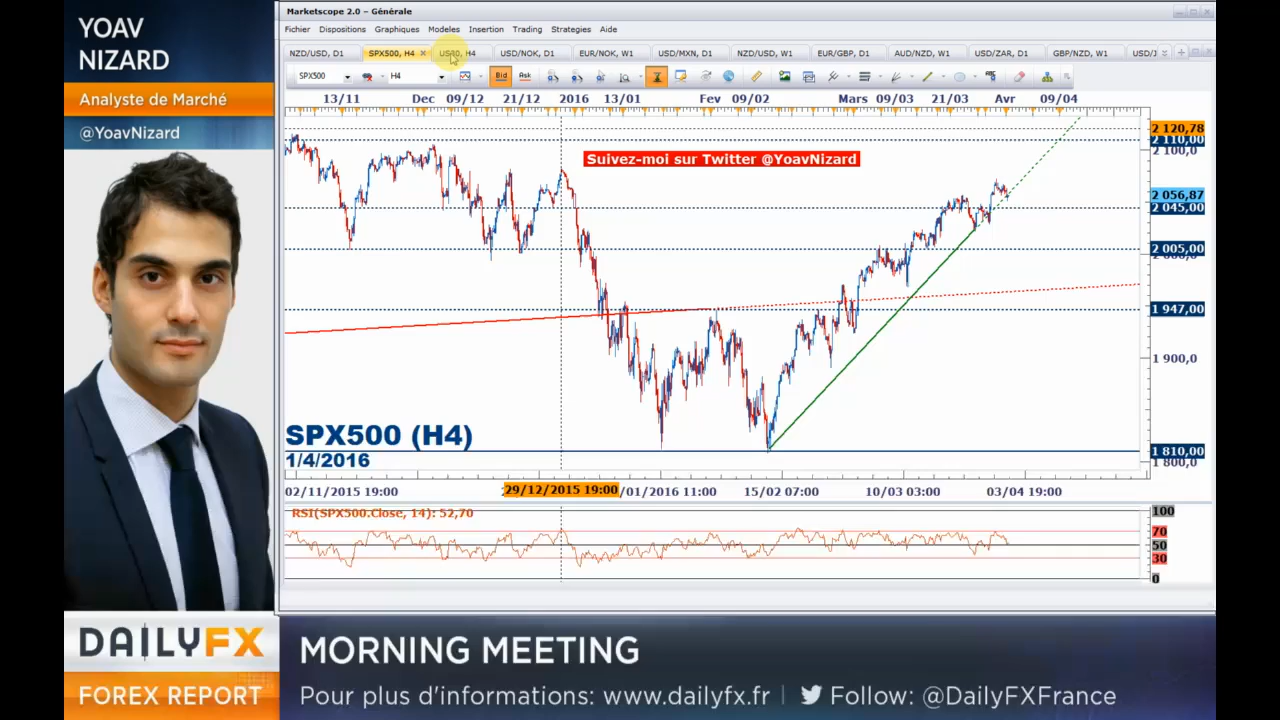 YOAV
NIZARD
Analyste de Marché
@YoavNizard
Marketscope 2.0 - Générale
Fichier Dispositions Graphiques Modeles Insertion Trading Strategies Aide
NZD/USD, D1 SPX500, H4 H4 USD/NOK, D1 EUR/NOK, W1 USD/MXN, D1 NZD/USD, W1 EUR/GBP, D1 AUD/NZD, W1 USD/ZAR, D1 GBP/NZD, W1
SPX500 H4 Bid Ask
13/11 Dec 09/12 21/12 2016 13/01 Fev 09/02 Mars 09/03 21/03 Avr 09/04
Suivez-moi sur Twitter @YoavNizard
2 120,78
2 110,00
2 100,0
2 056,87
2 045,00
2 005,00
1 947,00
1 900,0
1 810,00
1 800,0
SPX500 (H4)
1/4/2016
02/11/2015 19:00 29/12/2015 19:00 /01/2016 11:00 15/02 07:00 10/03 03:00 03/04 19:00
RSI(SPX500.Close, 14): 52,70
100
70
50
30
0
DAILYFX
FOREX REPORT
MORNING MEETING
Pour plus d'informations: www.dailyfx.fr | Follow: @DailyFXFrance